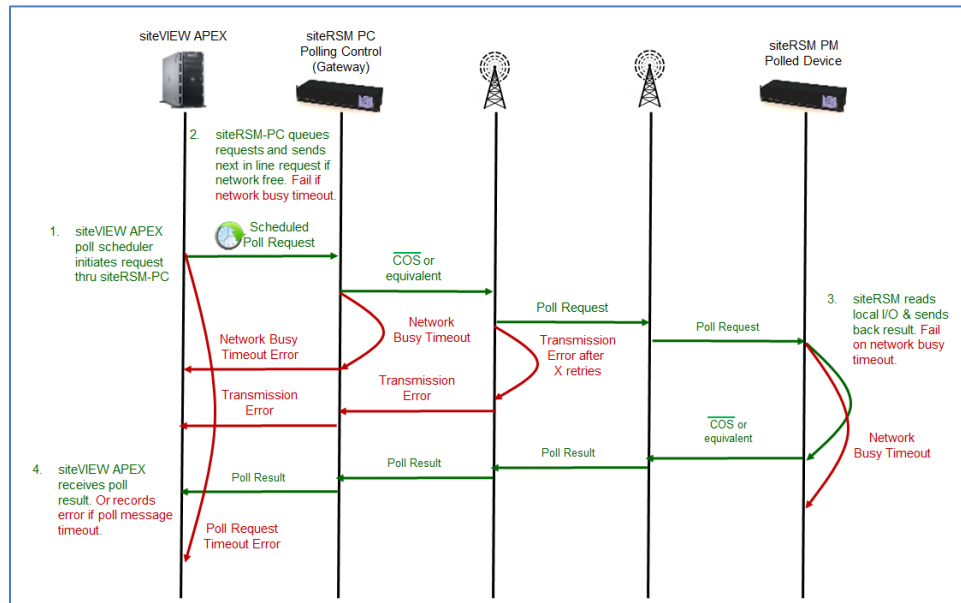 siteVIEW APEX
siteRSM PC
Polling Control
(Gateway)
siteRSM PM
Polled Device
2. siteRSM-PC queues
requests and sends
next in line request if
network free. Fail if
network busy timeout.
1. siteVIEW APEX
poll scheduler
initiates request
thru siteRSM-PC
Scheduled
Poll Request
COS or
equivalent
Poll Request
Poll Request
3. siteRSM reads
local I/O & sends
back result. Fail
on network busy
timeout.
Network
Busy Timeout
Network Busy
Timeout Error
Transmission
Error after
X retries
Transmission
Error
Transmission
Error
COS or
equivalent
Network
Busy Timeout
4. siteVIEW APEX
receives poll
result. Or records
error if poll message
timeout.
Poll Result
Poll Result
Poll Result
Poll Request
Timeout Error